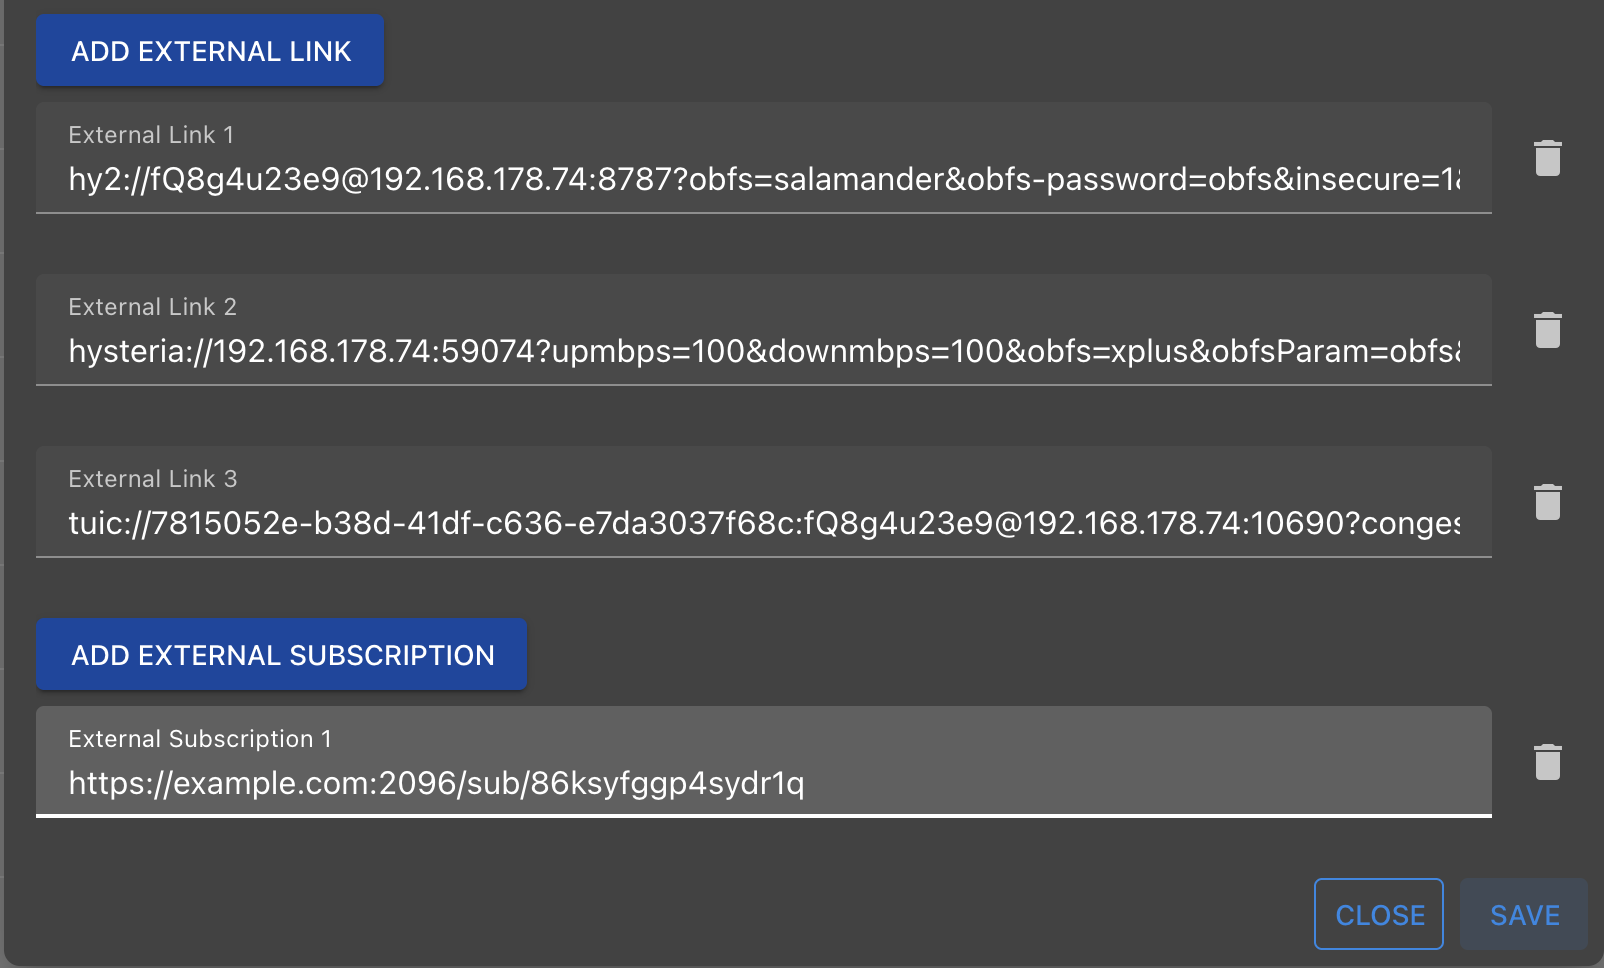 ADD EXTERNAL LINK
External Link 1
hy2://fQ8g4u23e9@192.168.178.74:8787?obfs=salamander&obfs-password=obfs&insecure=1&
External Link 2
hysteria://192.168.178.74:59074?upmbps=100&downmbps=100&obfs=xplus&obfsParam=obfs&
External Link 3
tuic://7815052e-b38d-41df-c636-e7da3037f68c:fQ8g4u23e9@192.168.178.74:10690?conges
ADD EXTERNAL SUBSCRIPTION
External Subscription 1
https://example.com:2096/sub/86ksyfggp4sydr1q
CLOSE SAVE